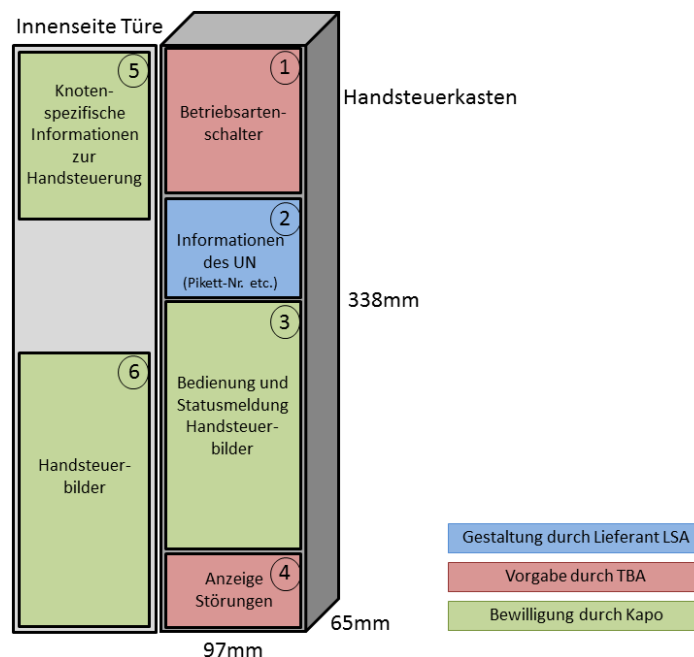 Innenseite Türe
5
Knoten-
spezifische
Informationen
zur
Handsteuerung
1
Betriebsarten-
schalter
Handsteuerkasten
2
Informationen
des UN
(Pikett-Nr. etc.)
338mm
3
Bedienung und
Statusmeldung
Handsteuer-
bilder
6
Handsteuer-
bilder
4
Anzeige
Störungen
65mm
97mm
Gestaltung durch Lieferant LSA
Vorgabe durch TBA
Bewilligung durch Kapo